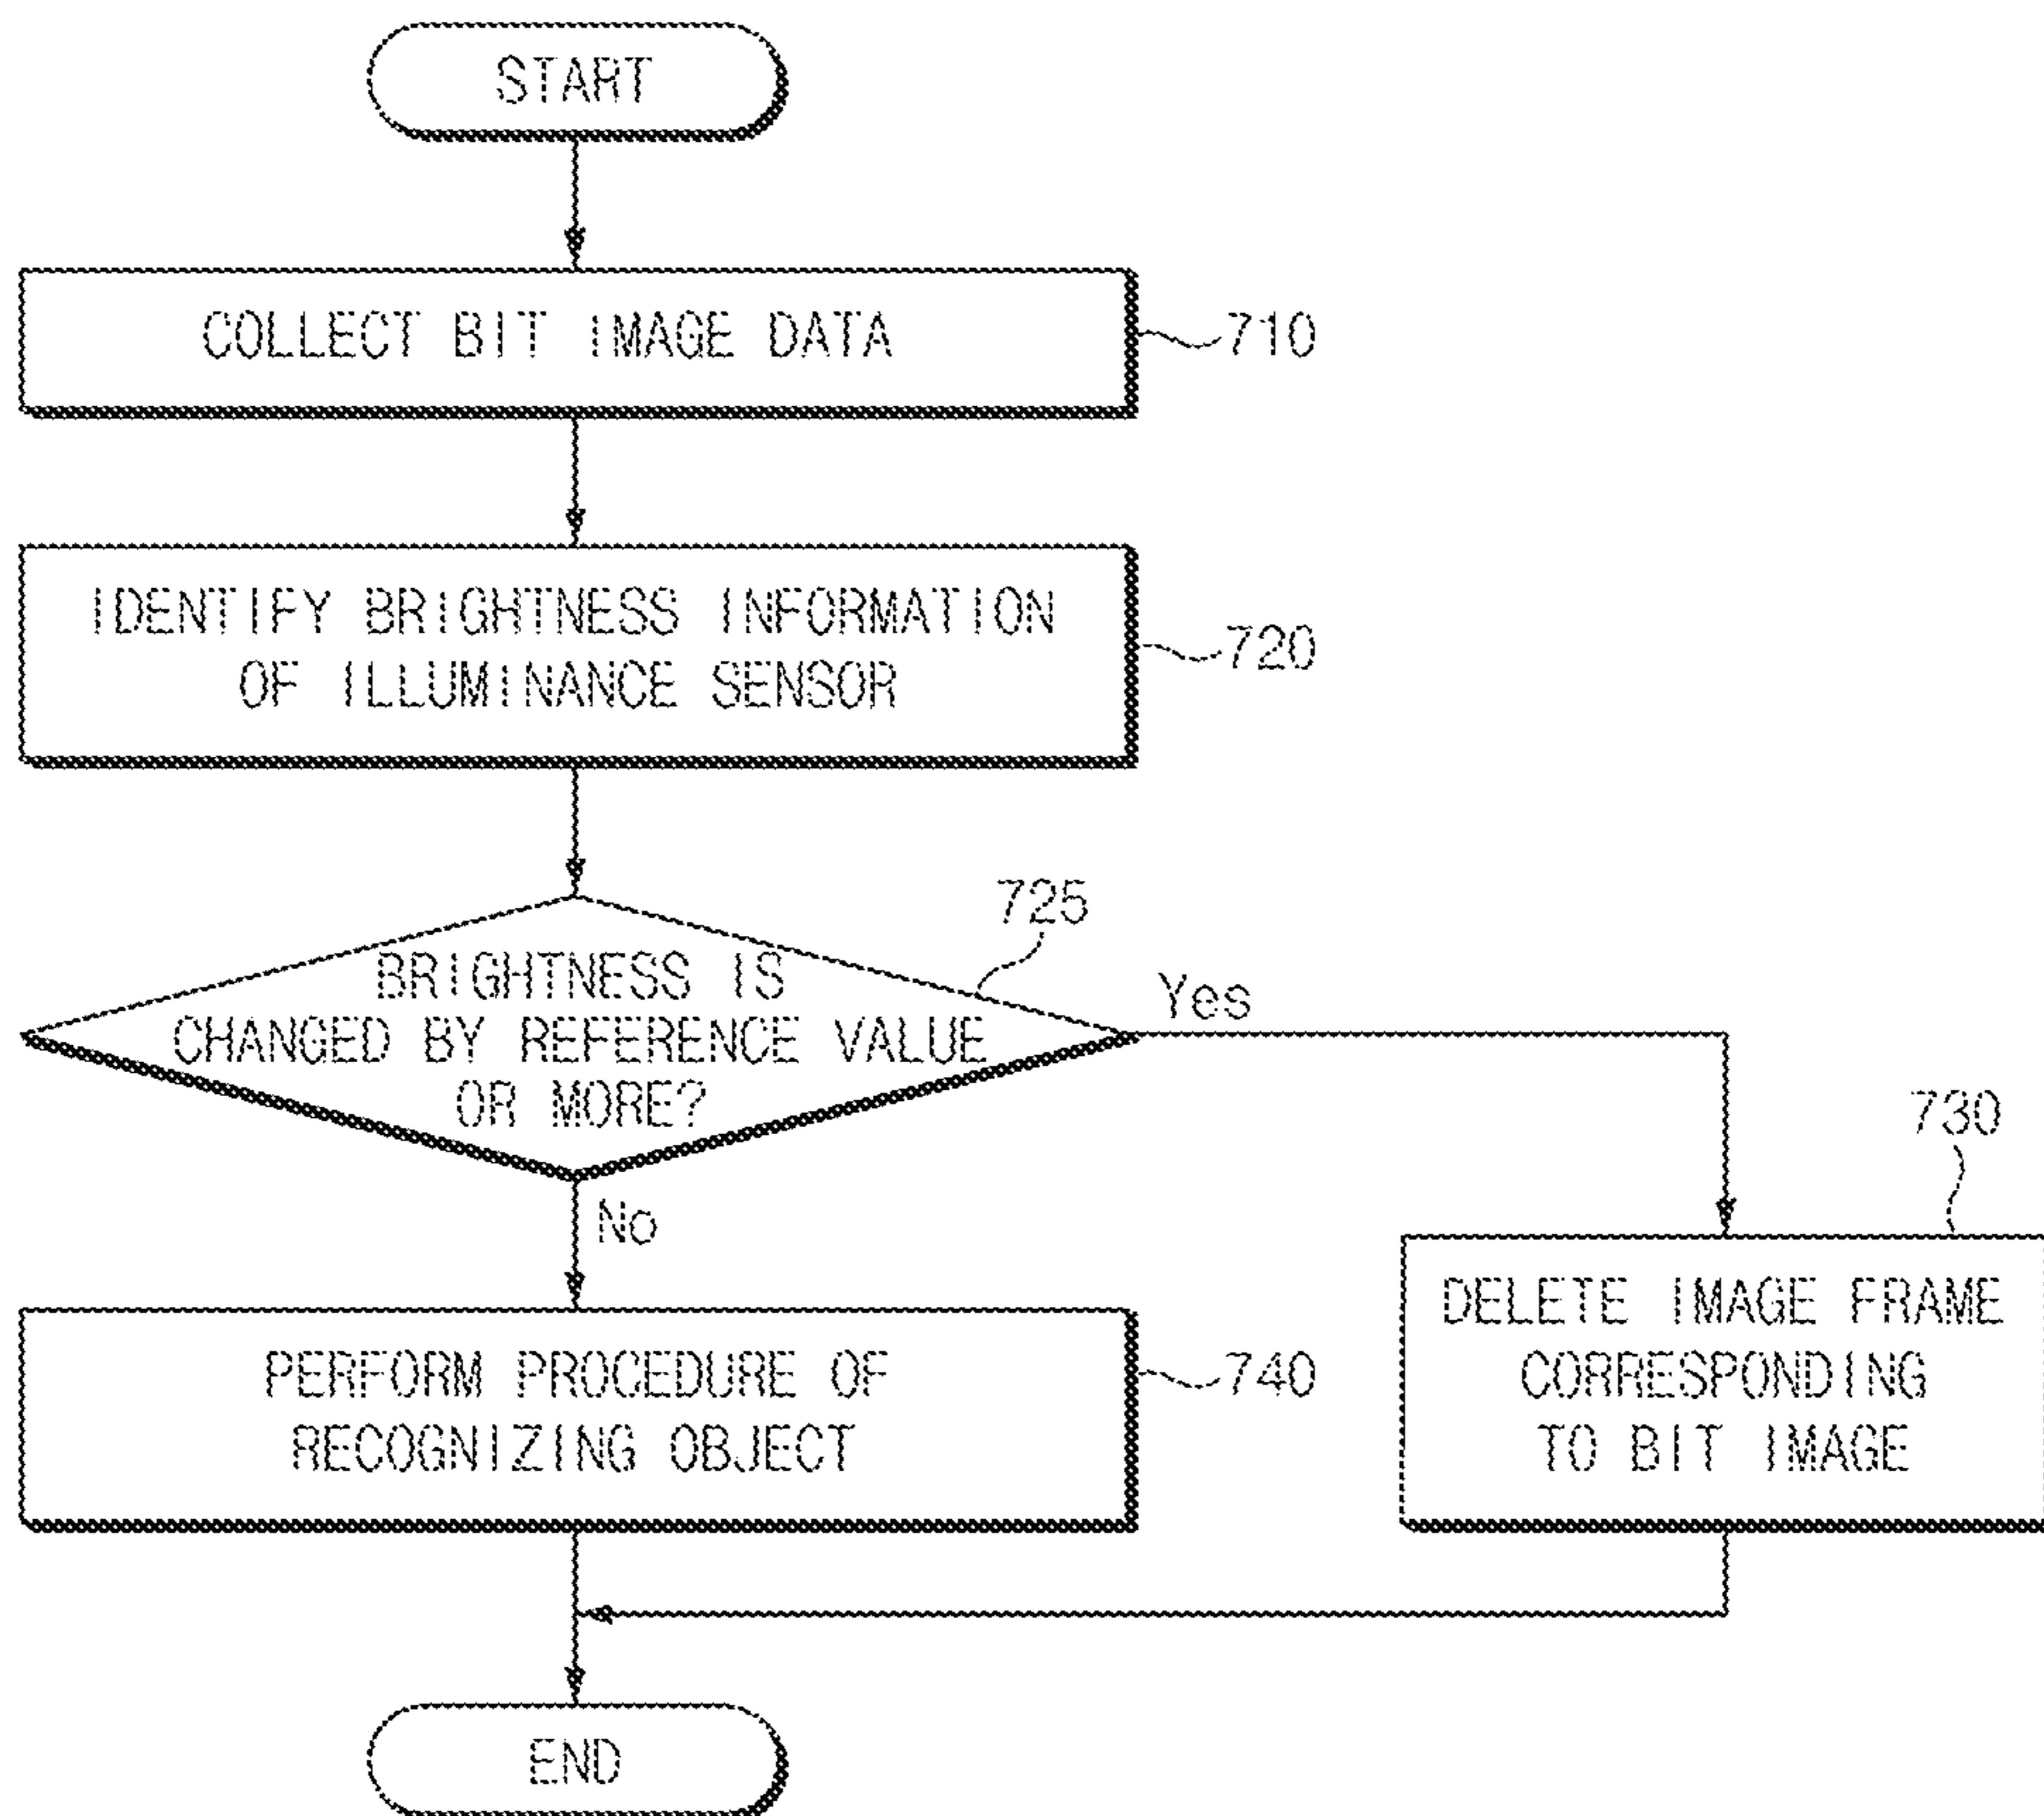 START
COLLECT BIT IMAGE DATA
710
IDENTIFY BRIGHTNESS INFORMATION
OF ILLUMINANCE SENSOR
720
725
BRIGHTNESS IS
CHANGED BY REFERENCE VALUE
OR MORE?
Yes
No
730
DELETE IMAGE FRAME
CORRESPONDING
TO BIT IMAGE
PERFORM PROCEDURE OF
RECOGNIZING OBJECT
740
END